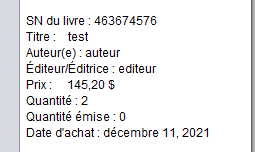 SN du livre : 463674576
Titre : test
Auteur(e) : auteur
Éditeur/Éditrice : editeur
Prix : 145,20 $
Quantité : 2
Quantité émise : 0
Date d'achat : décembre 11, 2021